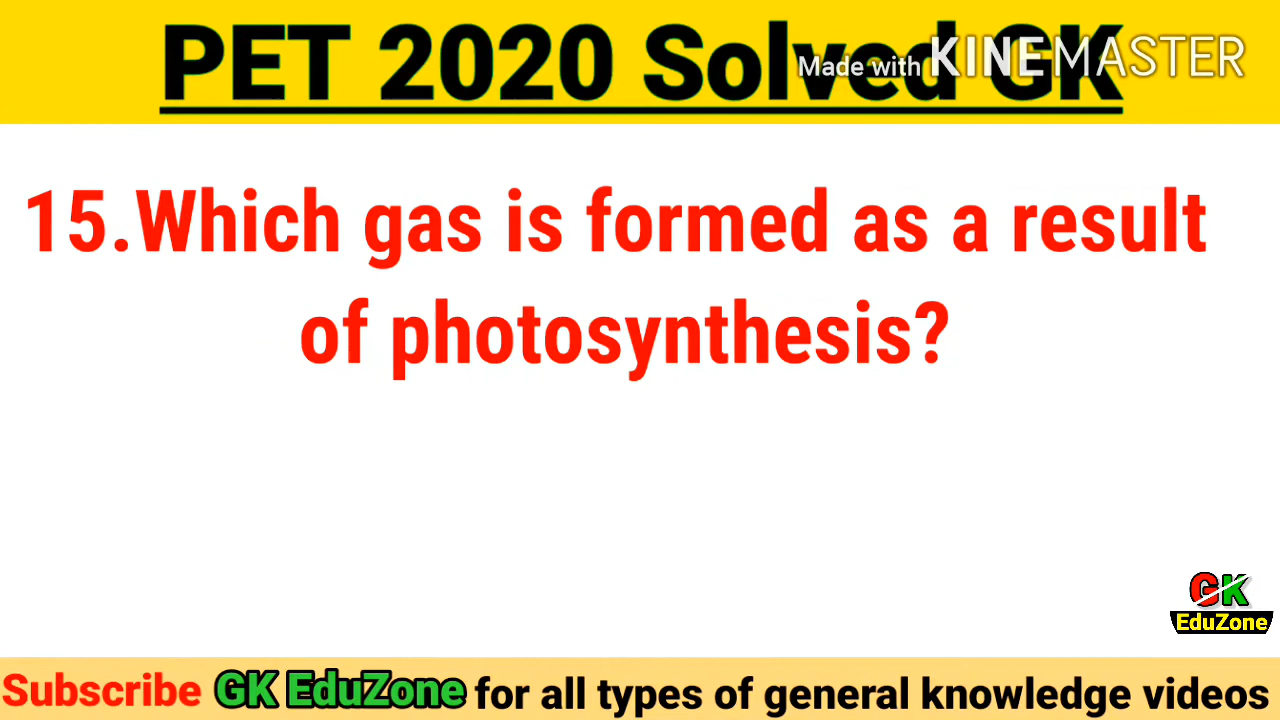 PET 2020 Solved GK
Made with KINEMASTER
15.Which gas is formed as a result
of photosynthesis?
GK
EduZone
Subscribe GK EduZone for all types of general knowledge videos